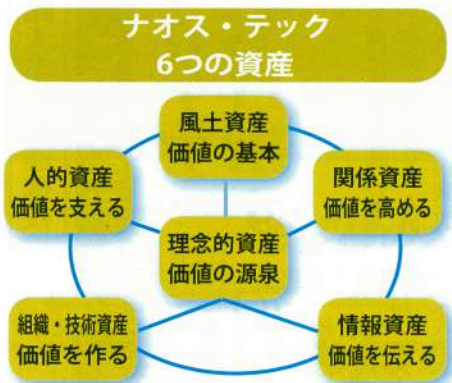 ナオス・テック
6つの資産
風土資産
価値の基本
人的資産
価値を支える
関係資産
価値を高める
理念的資産
価値の源泉
組織・技術資産
価値を作る
情報資産
価値を伝える